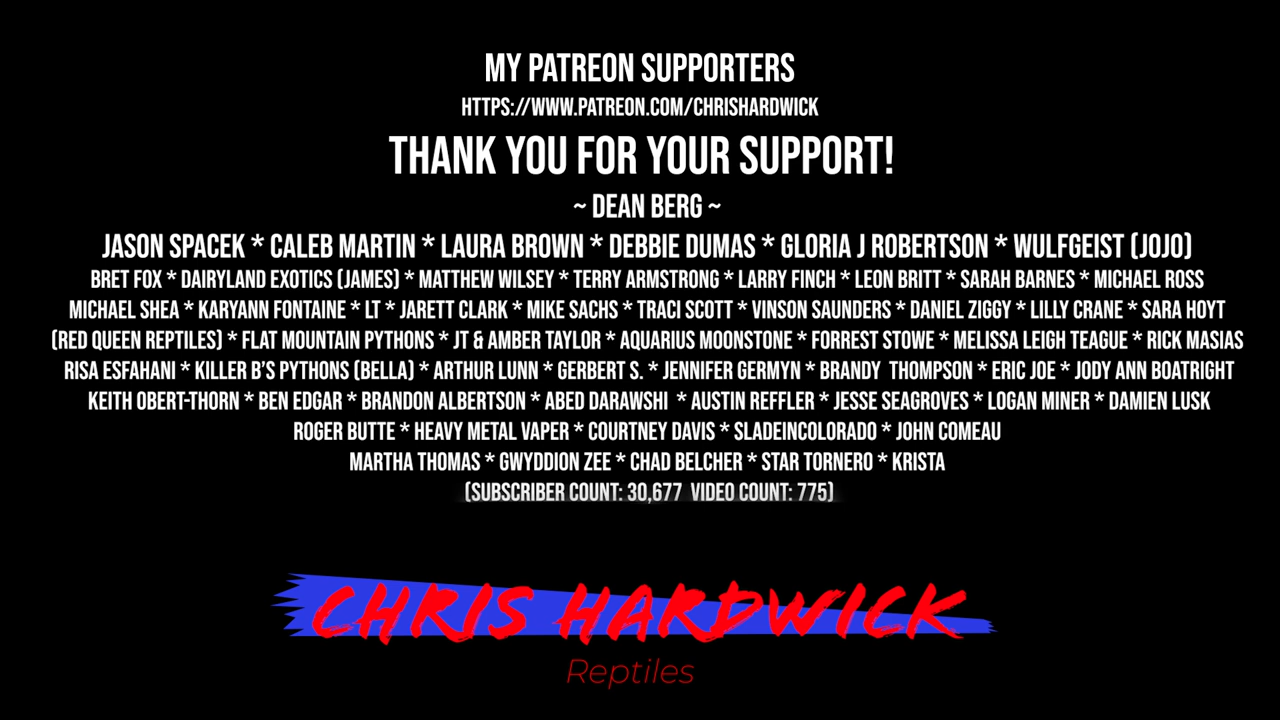 MY PATREON SUPPORTERS
HTTPS://WWW.PATREON.COM/CHRISHARDWICK
THANK YOU FOR YOUR SUPPORT!
~ DEAN BERG ~
JASON SPACEK * CALEB MARTIN * LAURA BROWN * DEBBIE DUMAS * GLORIA J ROBERTSON * WULFGEIST (JOJO)
BRET FOX * DAIRYLAND EXOTICS (JAMES) * MATTHEW WILSEY * TERRY ARMSTRONG * LARRY FINCH * LEON BRITT * SARAH BARNES * MICHAEL ROSS
MICHAEL SHEA * KARYANN FONTAINE * LT * JARETT CLARK * MIKE SACHS * TRACI SCOTT * VINSON SAUNDERS * DANIEL ZIGGY * LILLY CRANE * SARA HOYT
(RED QUEEN REPTILES) * FLAT MOUNTAIN PYTHONS * JT & AMBER TAYLOR * AQUARIUS MOONSTONE * FORREST STOWE * MELISSA LEIGH TEAGUE * RICK MASIAS
RISA ESFAHANI * KILLER B'S PYTHONS (BELLA) * ARTHUR LUNN * GERBERT S. * JENNIFER GERMYN * BRANDY  THOMPSON * ERIC JOE * JODY ANN BOATRIGHT
KEITH OBERT-THORN * BEN EDGAR * BRANDON ALBERTSON * ABED DARAWSHI  * AUSTIN REFFLER * JESSE SEAGROVES * LOGAN MINER * DAMIEN LUSK
ROGER BUTTE * HEAVY METAL VAPER * COURTNEY DAVIS * SLADEINCOLORADO * JOHN COMEAU
MARTHA THOMAS * GWYDDION ZEE * CHAD BELCHER * STAR TORNERO * KRISTA
(SUBSCRIBER COUNT: 30,677  VIDEO COUNT: 775)
CHRIS HARDWICK
Reptiles